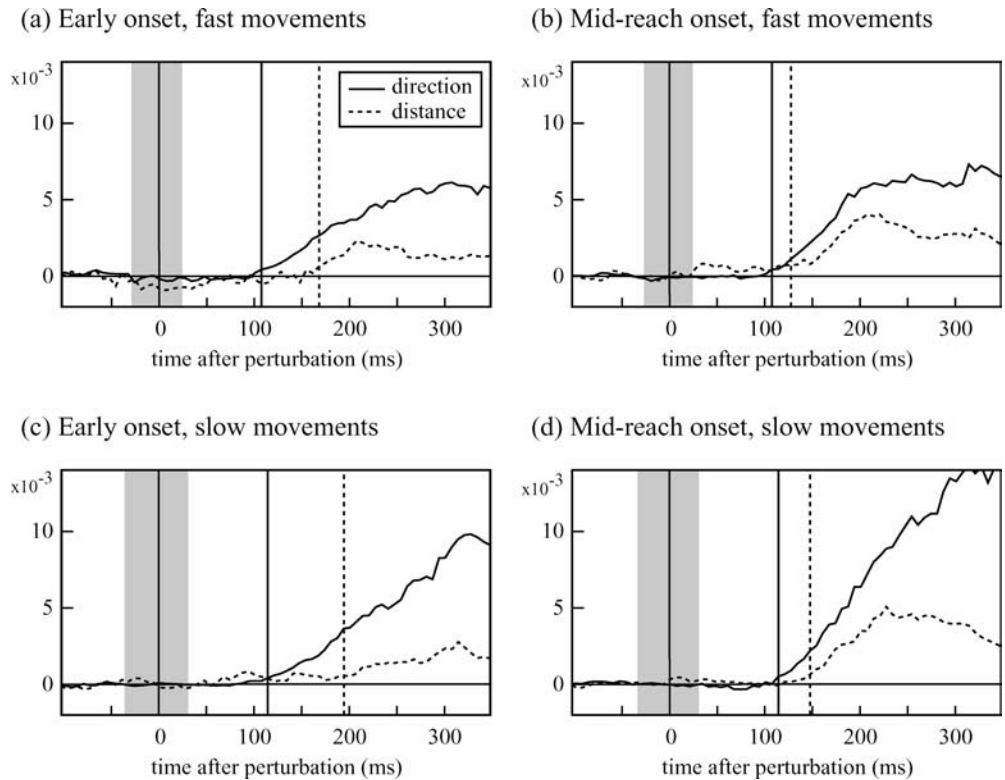 (a) Early onset, fast movements
x10-3
10
5
0
direction
distance
0 100 200 300
time after perturbation (ms)
(b) Mid-reach onset, fast movements
x10-3
10
5
0
0 100 200 300
time after perturbation (ms)
(c) Early onset, slow movements
x10-3
10
5
0
0 100 200 300
time after perturbation (ms)
(d) Mid-reach onset, slow movements
x10-3
10
5
0
0 100 200 300
time after perturbation (ms)